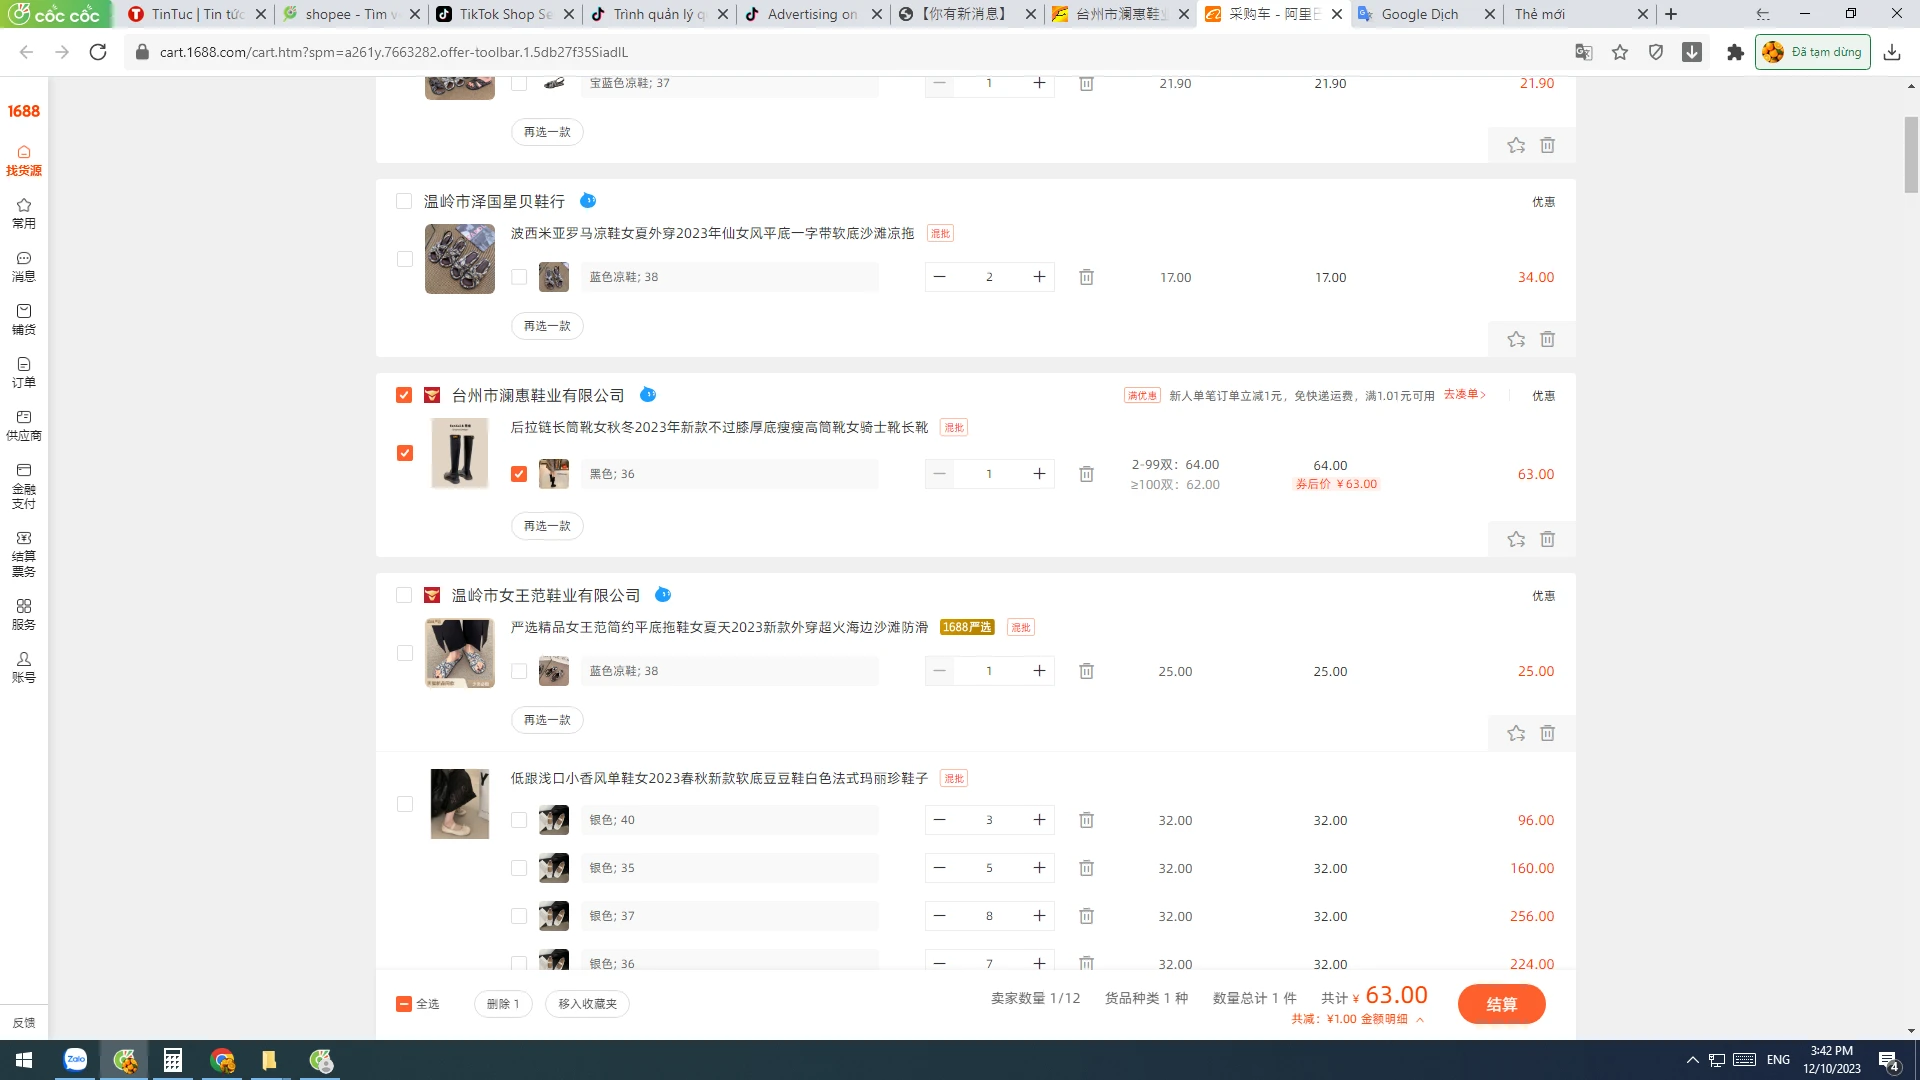 cốc cốc
TinTuc | Tin tức
shopee - Tìm v
TikTok Shop Se
Trình quản lý q
Advertising on
【你有新消息】
台州市澜惠鞋业
采购车 - 阿里巴
Google Dịch
Thẻ mới
cart.1688.com/cart.htm?spm=a261y.7663282.offer-toolbar.1.5db27f35SiadIL
Đã tạm dừng
1688
找货源
常用
消息
铺货
订单
供应商
金融
支付
结算
票务
服务
账号
反馈
宝蓝色凉鞋; 37
1
21.90
21.90
21.90
再选一款
温岭市泽国星贝鞋行
优惠
波西米亚罗马凉鞋女夏外穿2023年仙女风平底一字带软底沙滩凉拖 混批
蓝色凉鞋; 38
2
17.00
17.00
34.00
再选一款
台州市澜惠鞋业有限公司
满优惠 新人单笔订单立减1元，免快递运费，满1.01元可用 去凑单>
优惠
后拉链长筒靴女秋冬2023年新款不过膝厚底瘦瘦高筒靴女骑士靴长靴 混批
黑色; 36
1
2-99双: 64.00
≥100双: 62.00
64.00
券后价 ¥63.00
63.00
再选一款
温岭市女王范鞋业有限公司
优惠
严选精品女王范简约平底拖鞋女夏天2023新款外穿超火海边沙滩防滑 1688严选 混批
蓝色凉鞋; 38
1
25.00
25.00
25.00
再选一款
低跟浅口小香风单鞋女2023春秋新款软底豆豆鞋白色法式玛丽珍鞋子 混批
银色; 40
3
32.00
32.00
96.00
银色; 35
5
32.00
32.00
160.00
银色; 37
8
32.00
32.00
256.00
银色; 36
7
32.00
32.00
224.00
全选
删除 1
移入收藏夹
卖家数量 1/12
货品种类 1 种
数量总计 1 件
共计 ¥ 63.00
共减: ¥1.00 金额明细
结算
Zalo
ENG
3:42 PM
12/10/2023
4